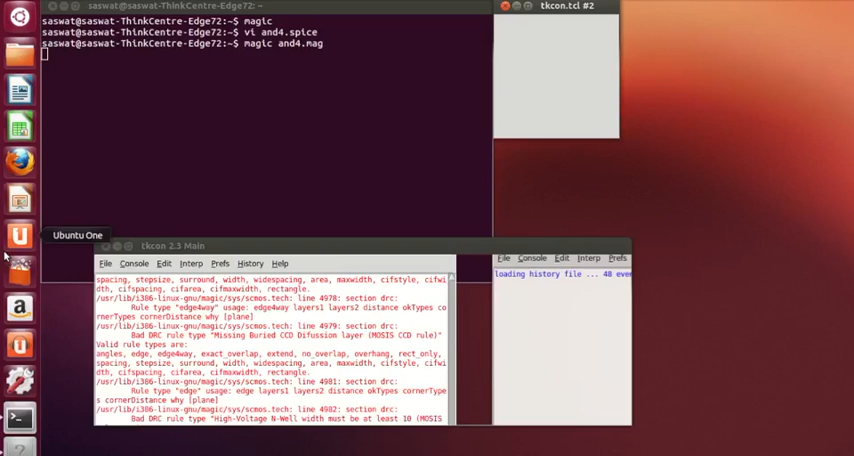 saswat@saswat-ThinkCentre-Edge72: ~
saswat@saswat-ThinkCentre-Edge72:~$ magic
saswat@saswat-ThinkCentre-Edge72:~$ vi and4.spice
saswat@saswat-ThinkCentre-Edge72:~$ magic and4.mag
tkcon.tcl #2
Ubuntu One
tkcon 2.3 Main
File Console Edit Interp Prefs History Help
spacing, stepsize, surround, width, widespacing, area, maxwidth, cifstyle, cifwi
dth, cifspacing, cifarea, cifmaxwidth, rectangle.
/usr/lib/i386-linux-gnu/magic/sys/scmos.tech: line 4978: section drc:
Rule type "edge4way" usage: edge4way layers1 layers2 distance okTypes co
rnerTypes cornerDistance why [plane]
/usr/lib/i386-linux-gnu/magic/sys/scmos.tech: line 4979: section drc:
Bad DRC rule type "Missing Buried CCD Difussion layer (MOSIS CCD rule)"
Valid rule types are:
angles, edge, edge4way, exact_overlap, extend, no_overlap, overhang, rect_only,
spacing, stepsize, surround, width, widespacing, area, maxwidth, cifstyle, cifwi
dth, cifspacing, cifarea, cifmaxwidth, rectangle.
/usr/lib/i386-linux-gnu/magic/sys/scmos.tech: line 4981: section drc:
Rule type "edge" usage: edge layers1 layers2 distance okTypes cornerType
s cornerDistance why [plane]
/usr/lib/i386-linux-gnu/magic/sys/scmos.tech: line 4982: section drc:
Bad DRC rule type "High-Voltage N-Well width must be at least 10 (MOSIS
File Console Edit Interp Prefs
loading history file ... 48 even